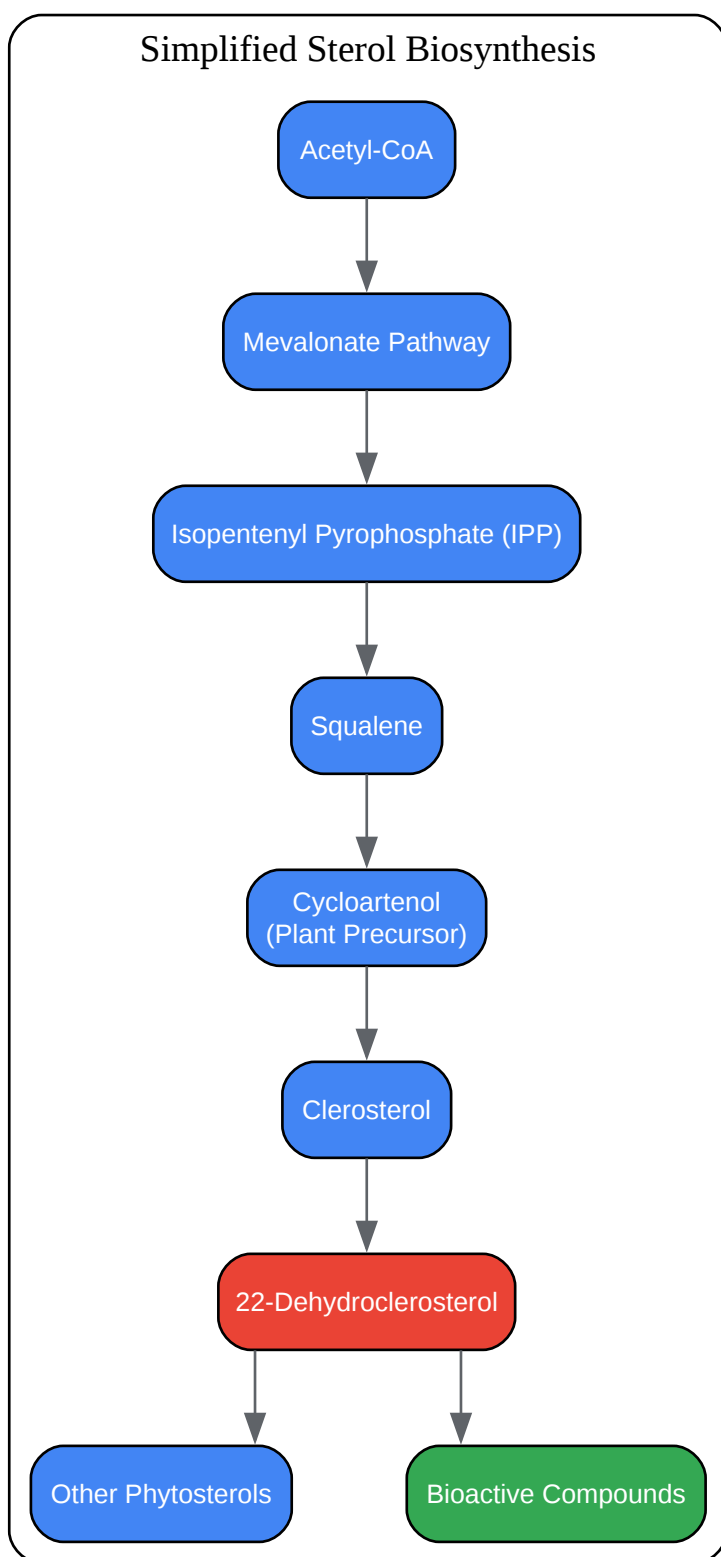 Simplified Sterol Biosynthesis
Acetyl-CoA
Mevalonate Pathway
Isopentenyl Pyrophosphate (IPP)
Squalene
Cycloartenol
(Plant Precursor)
Clerosterol
22-Dehydroclerosterol
Other Phytosterols
Bioactive Compounds